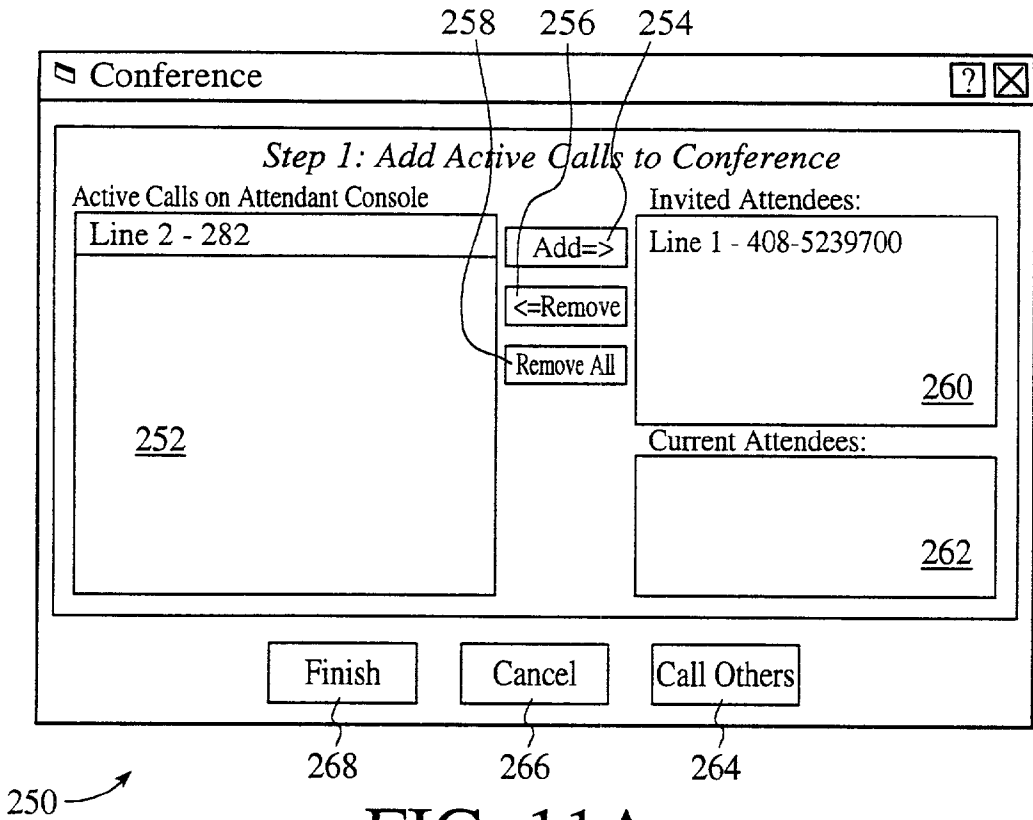 258 256 254
Conference ?
Step 1: Add Active Calls to Conference
Active Calls on Attendant Console
Line 2 - 282
Add=>
<=Remove
Remove All
252
Invited Attendees:
Line 1 - 408-5239700
260
Current Attendees:
262
Finish Cancel Call Others
268 266 264
250
FIG. 11A